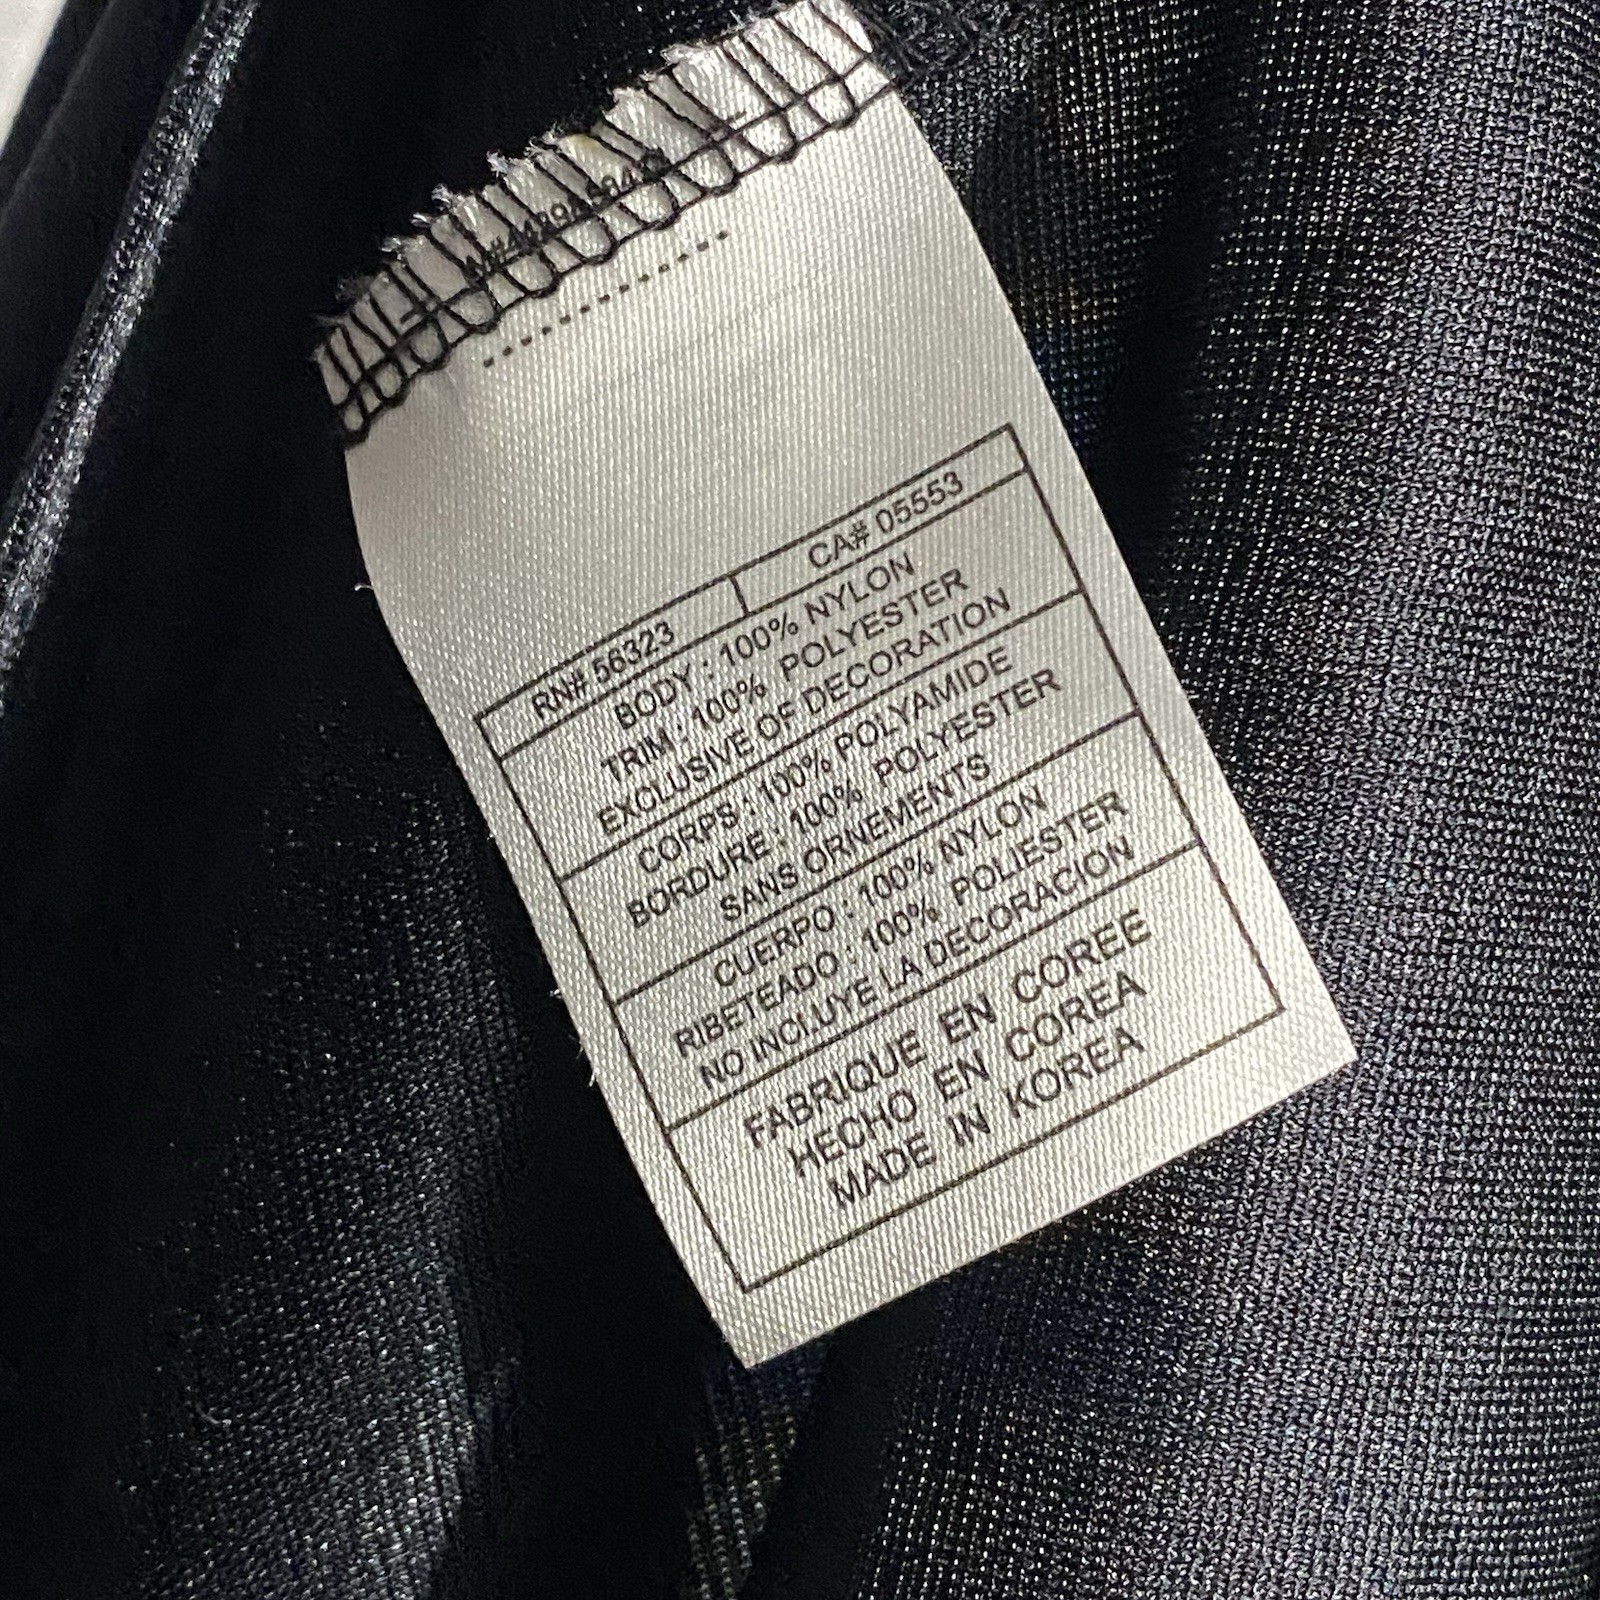 RN# 56323 CA# 05553
BODY : 100% NYLON
TRIM : 100% POLYESTER
EXCLUSIVE OF DECORATION
CORPS : 100% POLYAMIDE
BORDURE : 100% POLYESTER
SANS ORNEMENTS
CUERPO : 100% NYLON
RIBETEADO : 100% POLIESTER
NO INCLUYE LA DECORACION
FABRIQUE EN COREE
HECHO EN COREA
MADE IN KOREA